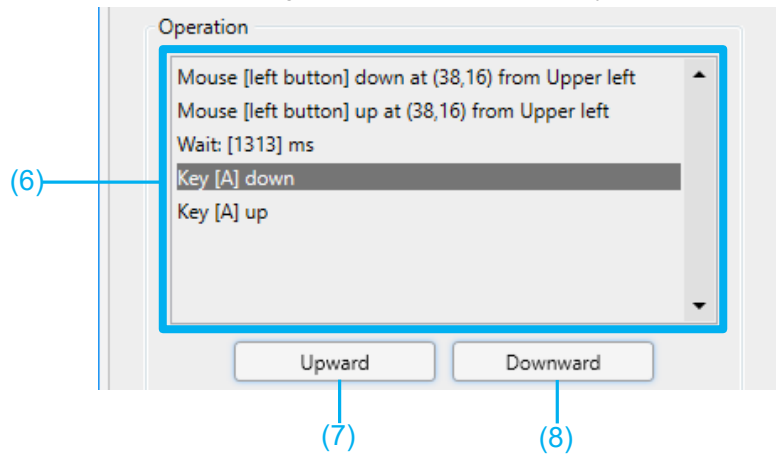 Operation
Mouse [left button] down at (38,16) from Upper left
Mouse [left button] up at (38,16) from Upper left
Wait: [1313] ms
Key [A] down
Key [A] up
(6)
Upward
Downward
(7)
(8)